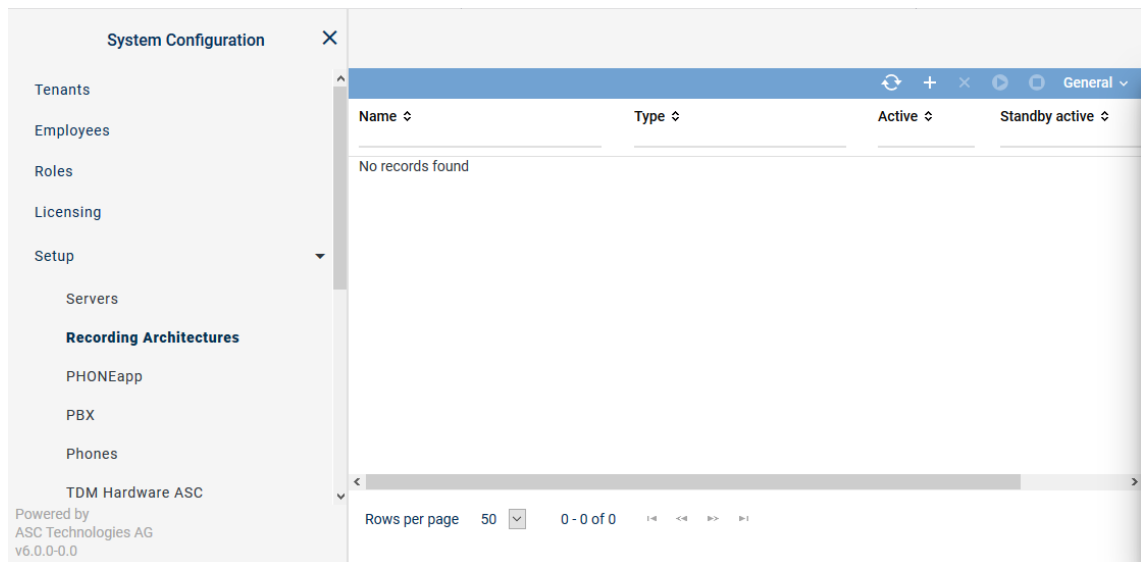 System Configuration
Tenants
Employees
Roles
Licensing
Setup
Servers
Recording Architectures
PHONEapp
PBX
Phones
TDM Hardware ASC
Powered by
ASC Technologies AG
v6.0.0-0.0
General
Name Type Active Standby active
No records found
Rows per page 50 0 - 0 of 0